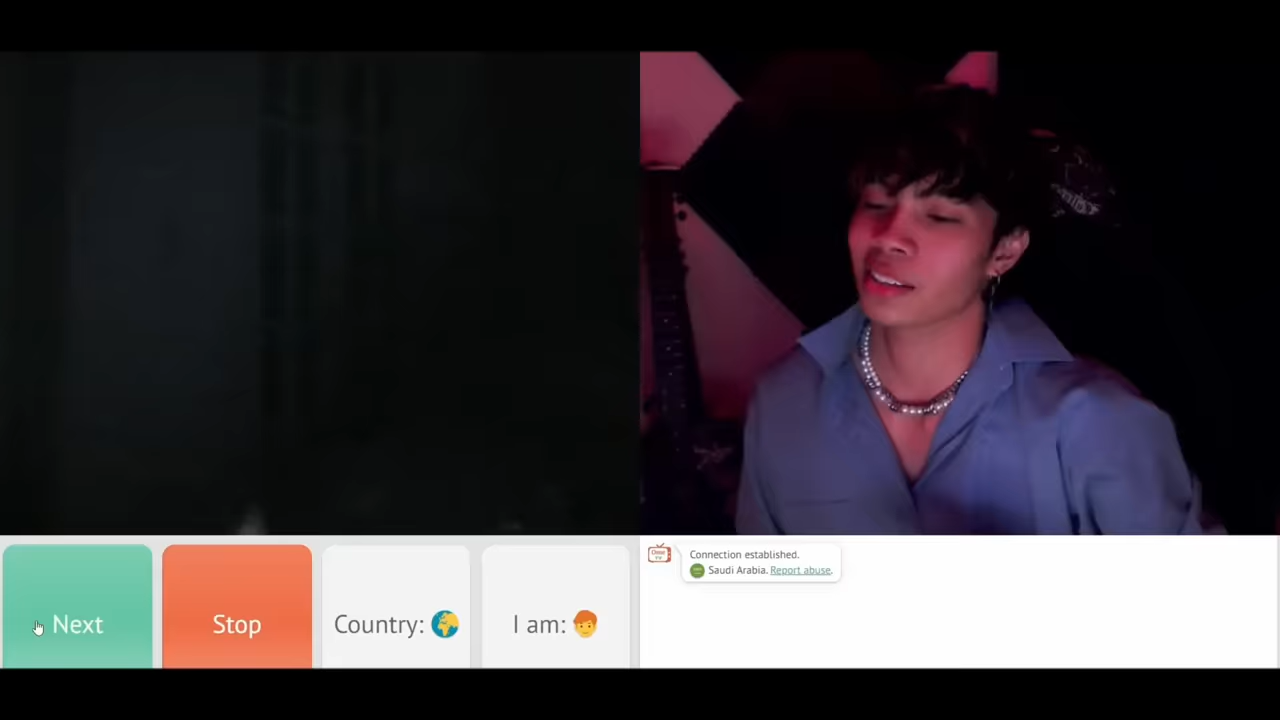 Connection established.
Saudi Arabia. Report abuse.
Next
Stop
Country:
I am: